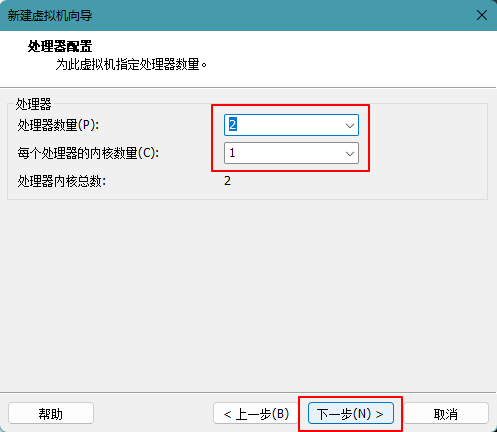 新建虚拟机向导
处理器配置
为此虚拟机指定处理器数量。
处理器
处理器数量(P):
2
每个处理器的内核数量(C):
1
处理器内核总数:
2
帮助
< 上一步(B)
下一步(N) >
取消